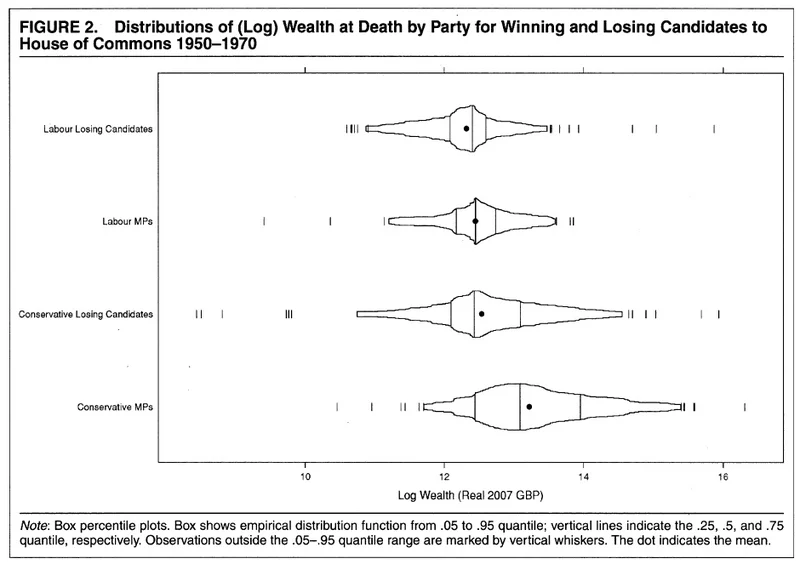 FIGURE 2. Distributions of (Log) Wealth at Death by Party for Winning and Losing Candidates to
House of Commons 1950–1970
Labour Losing Candidates
Labour MPs
Conservative Losing Candidates
Conservative MPs
10 12 14 16
Log Wealth (Real 2007 GBP)
Note: Box percentile plots. Box shows empirical distribution function from .05 to .95 quantile; vertical lines indicate the .25, .5, and .75
quantile, respectively. Observations outside the .05–.95 quantile range are marked by vertical whiskers. The dot indicates the mean.